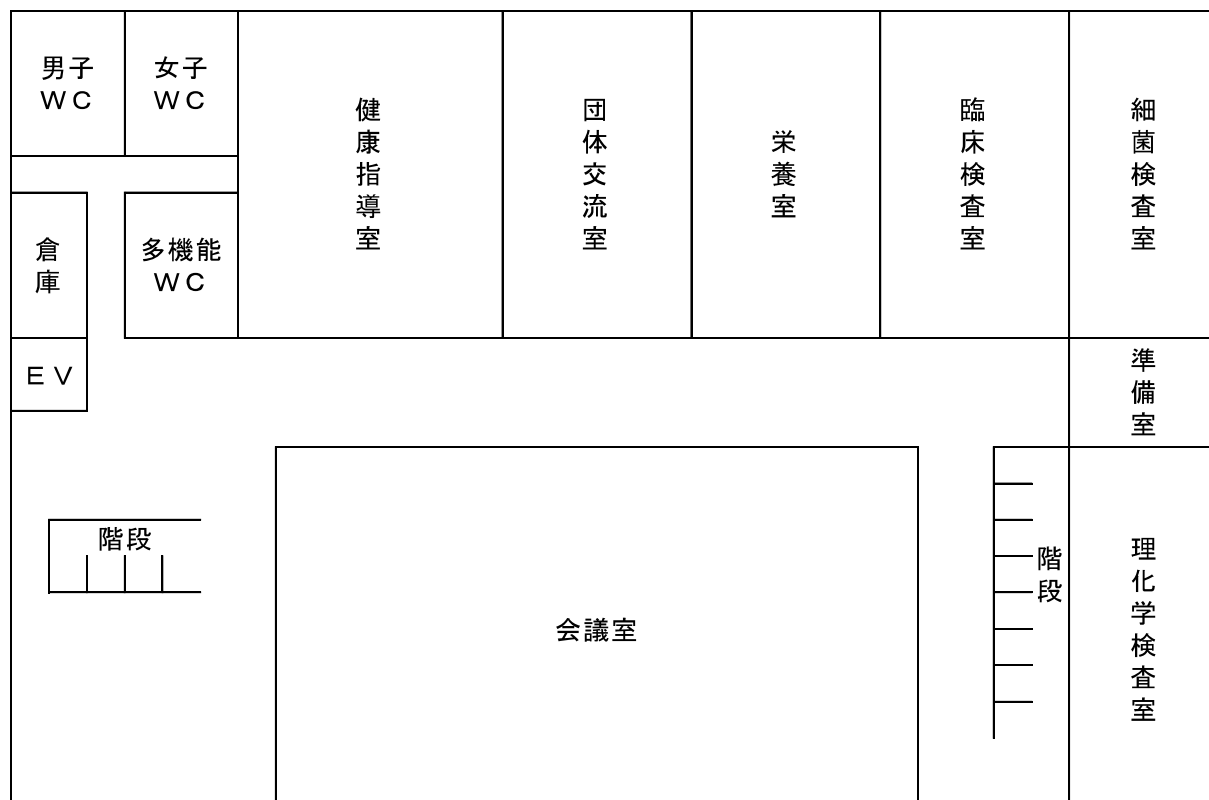 男子
ＷＣ
女子
ＷＣ
健康指導室
団体交流室
栄養室
臨床検査室
細菌検査室
倉庫
多機能
ＷＣ
ＥＶ
準備室
階段
会議室
階段
理化学検査室